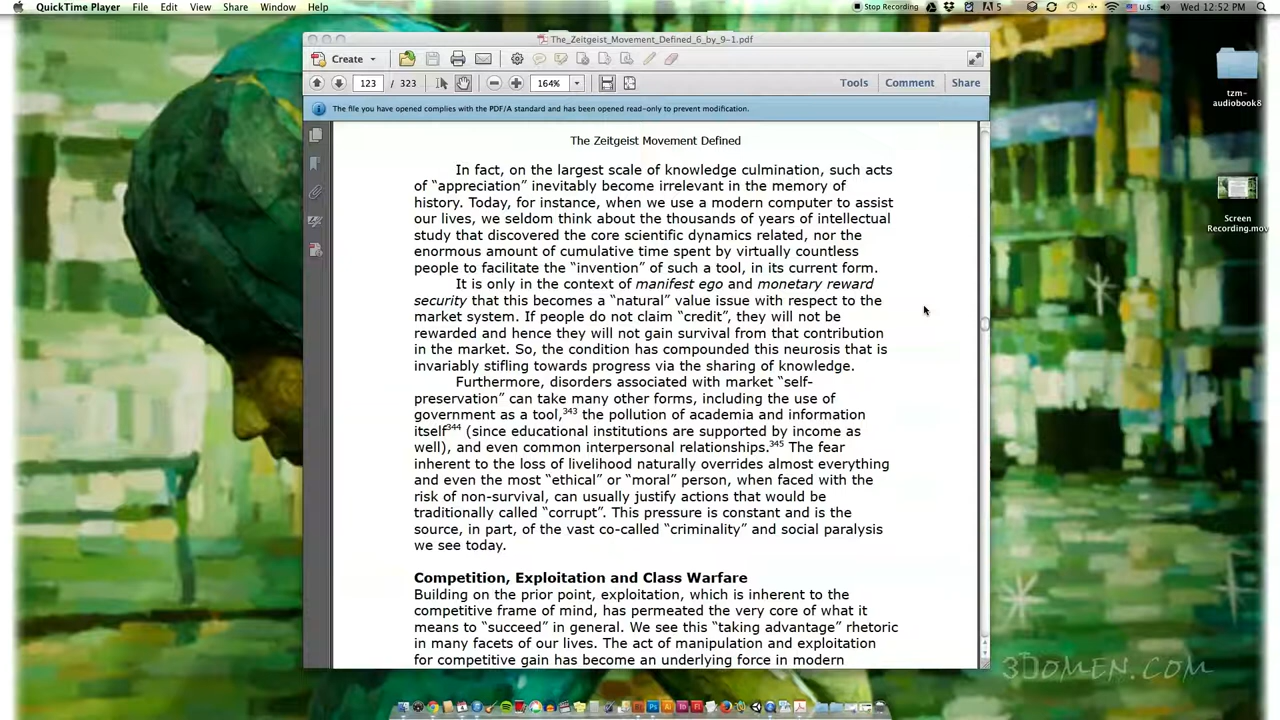 QuickTime Player File Edit View Share Window Help Stop Recording A 5 U.S. Wed 12:52 PM
The_Zeitgeist_Movement_Defined_6_by_9-1.pdf
Create
123 / 323 164% Tools Comment Share
The file you have opened complies with the PDF/A standard and has been opened read-only to prevent modification.
tzm-
audiobook8
Screen
Recording.mov
The Zeitgeist Movement Defined
In fact, on the largest scale of knowledge culmination, such acts
of “appreciation” inevitably become irrelevant in the memory of
history. Today, for instance, when we use a modern computer to assist
our lives, we seldom think about the thousands of years of intellectual
study that discovered the core scientific dynamics related, nor the
enormous amount of cumulative time spent by virtually countless
people to facilitate the “invention” of such a tool, in its current form.
It is only in the context of manifest ego and monetary reward
security that this becomes a “natural” value issue with respect to the
market system. If people do not claim “credit”, they will not be
rewarded and hence they will not gain survival from that contribution
in the market. So, the condition has compounded this neurosis that is
invariably stifling towards progress via the sharing of knowledge.
Furthermore, disorders associated with market “self-
preservation” can take many other forms, including the use of
government as a tool,343 the pollution of academia and information
itself344 (since educational institutions are supported by income as
well), and even common interpersonal relationships.345 The fear
inherent to the loss of livelihood naturally overrides almost everything
and even the most “ethical” or “moral” person, when faced with the
risk of non-survival, can usually justify actions that would be
traditionally called “corrupt”. This pressure is constant and is the
source, in part, of the vast co-called “criminality” and social paralysis
we see today.
Competition, Exploitation and Class Warfare
Building on the prior point, exploitation, which is inherent to the
competitive frame of mind, has permeated the very core of what it
means to “succeed” in general. We see this “taking advantage” rhetoric
in many facets of our lives. The act of manipulation and exploitation
for competitive gain has become an underlying force in modern
3DOMEN.COM